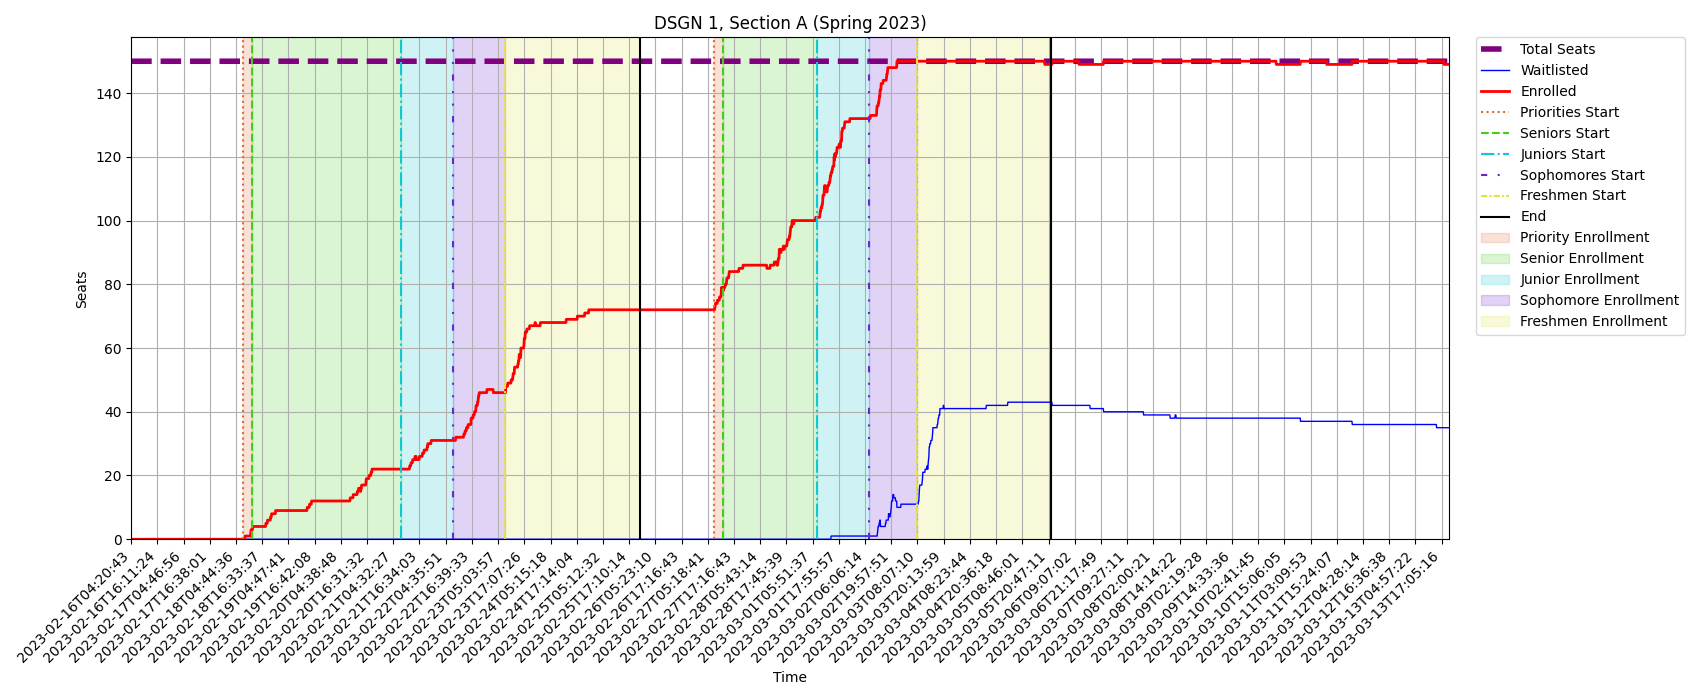 DSGN 1, Section A (Spring 2023)
Total Seats
Waitlisted
Enrolled
Priorities Start
Seniors Start
Juniors Start
Sophomores Start
Freshmen Start
End
Priority Enrollment
Senior Enrollment
Junior Enrollment
Sophomore Enrollment
Freshmen Enrollment
Seats
140
120
100
80
60
40
20
0
2023-02-16T04:20:43
2023-02-16T16:11:24
2023-02-17T04:46:56
2023-02-17T16:38:01
2023-02-18T04:44:36
2023-02-18T16:33:37
2023-02-19T04:47:41
2023-02-19T16:42:08
2023-02-20T04:38:48
2023-02-20T16:31:32
2023-02-21T04:32:27
2023-02-21T16:34:03
2023-02-22T04:35:51
2023-02-22T16:39:33
2023-02-23T05:03:57
2023-02-23T17:07:26
2023-02-24T05:15:18
2023-02-24T17:14:04
2023-02-25T05:12:32
2023-02-25T17:10:14
2023-02-26T05:23:10
2023-02-26T17:16:43
2023-02-27T05:18:41
2023-02-27T17:16:43
2023-02-28T05:43:14
2023-02-28T17:45:39
2023-03-01T05:51:37
2023-03-01T17:55:57
2023-03-02T06:06:14
2023-03-02T19:57:51
2023-03-03T08:07:10
2023-03-03T20:13:59
2023-03-04T08:23:44
2023-03-04T20:36:18
2023-03-05T08:46:01
2023-03-05T20:47:11
2023-03-06T09:07:02
2023-03-06T21:17:49
2023-03-07T09:27:11
2023-03-08T02:00:21
2023-03-08T14:14:22
2023-03-09T02:19:28
2023-03-09T14:33:36
2023-03-10T02:41:45
2023-03-10T15:06:05
2023-03-11T03:09:53
2023-03-11T15:24:07
2023-03-12T04:28:14
2023-03-12T16:36:38
2023-03-13T04:57:22
2023-03-13T17:05:16
Time